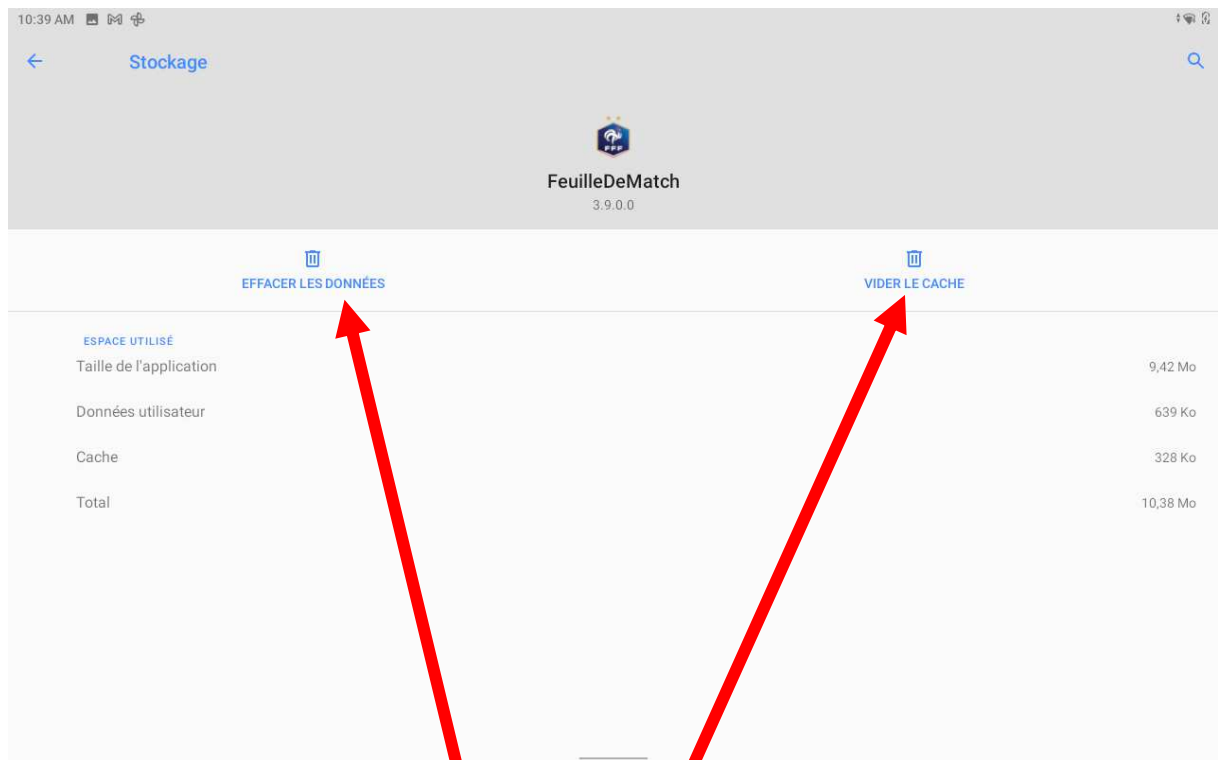 10:39 AM
Stockage
FFF
FeuilleDeMatch
3.9.0.0
EFFACER LES DONNÉES
VIDER LE CACHE
ESPACE UTILISÉ
Taille de l'application 9,42 Mo
Données utilisateur 639 Ko
Cache 328 Ko
Total 10,38 Mo